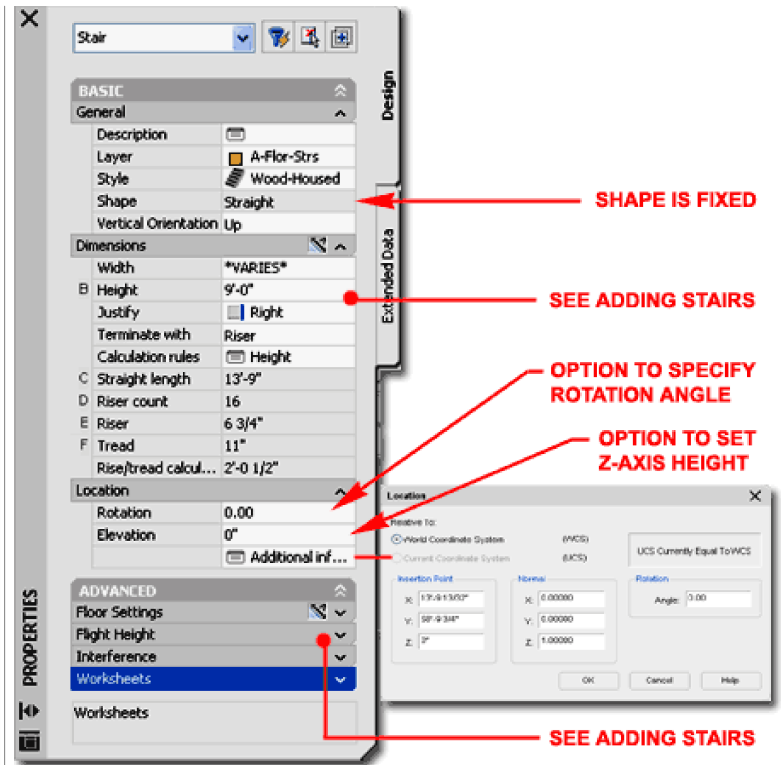 Stair
BASIC
General
Description
Layer A-Flor-Strs
Style Wood-Housed
Shape Straight
Vertical Orientation Up
Dimensions
Width *VARIES*
B Height 9'-0"
Justify Right
Terminate with Riser
Calculation rules Height
C Straight length 13'-9"
D Riser count 16
E Riser 6 3/4"
F Tread 11"
Rise/tread calcul... 2'-0 1/2"
Location
Rotation 0.00
Elevation 0"
Additional inf...
ADVANCED
Floor Settings
Flight Height
Interference
Worksheets
Worksheets
PROPERTIES
Design
Extended Data
SHAPE IS FIXED
SEE ADDING STAIRS
OPTION TO SPECIFY
ROTATION ANGLE
OPTION TO SET
Z-AXIS HEIGHT
Location
Relative To:
World Coordinate System (WCS)
Current Coordinate System (UCS)
UCS Currently Equal To WCS
Insertion Point
X:
Y:
Z: 0"
Normal
X: 0.00000
Y: 0.00000
Z: 1.00000
Rotation
Angle: 0.00
OK Cancel Help
SEE ADDING STAIRS